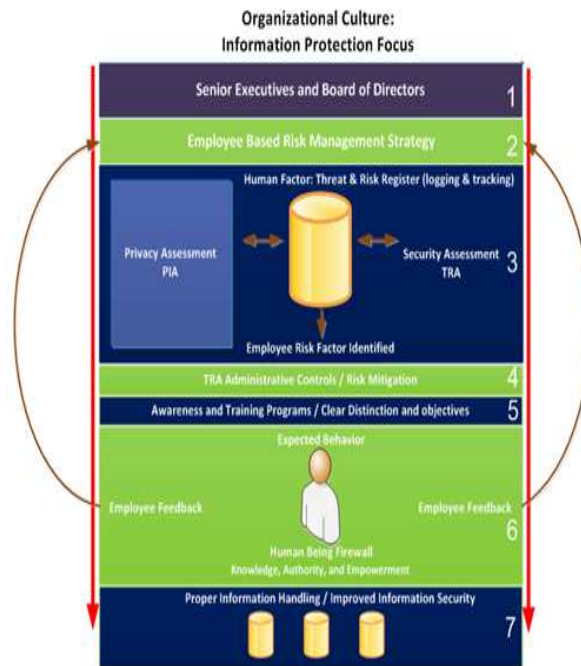 Organizational Culture:
Information Protection Focus
Senior Executives and Board of Directors
1
Employee Based Risk Management Strategy
2
Human Factor: Threat & Risk Register (logging & tracking)
Privacy Assessment
PIA
Security Assessment
TRA
3
Employee Risk Factor Identified
TRA Administrative Controls / Risk Mitigation
4
Awareness and Training Programs / Clear Distinction and objectives
5
Expected Behavior
Employee Feedback
Employee Feedback
6
Human Being Firewall
Knowledge, Authority, and Empowerment
Proper Information Handling / Improved Information Security
7